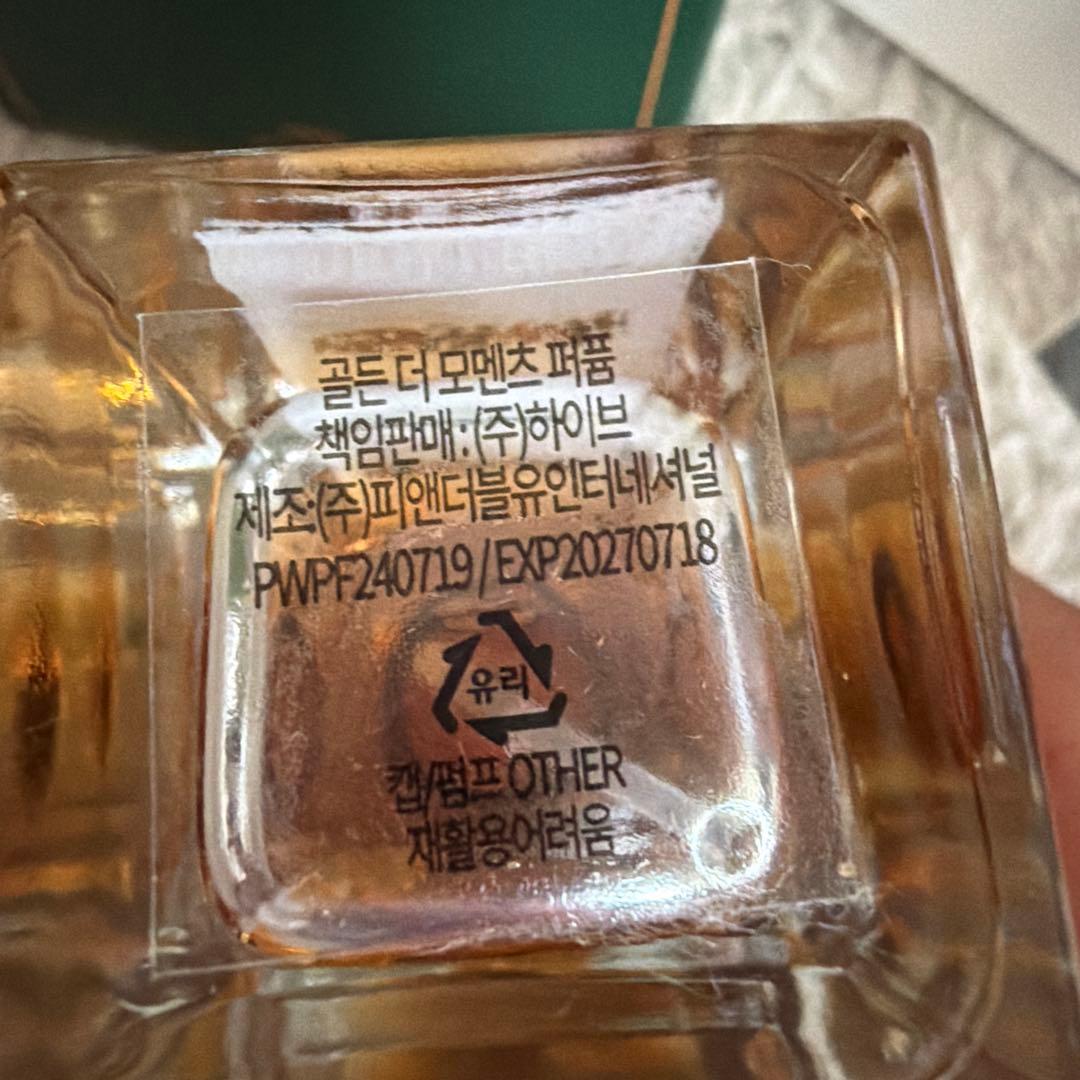 골든 더 모멘츠 퍼퓸
책임판매:(주)하이브
제조:(주)피앤더블유인터네셔널
PWPF240719 / EXP20270718
유리
캡/펌프 OTHER
재활용어려움